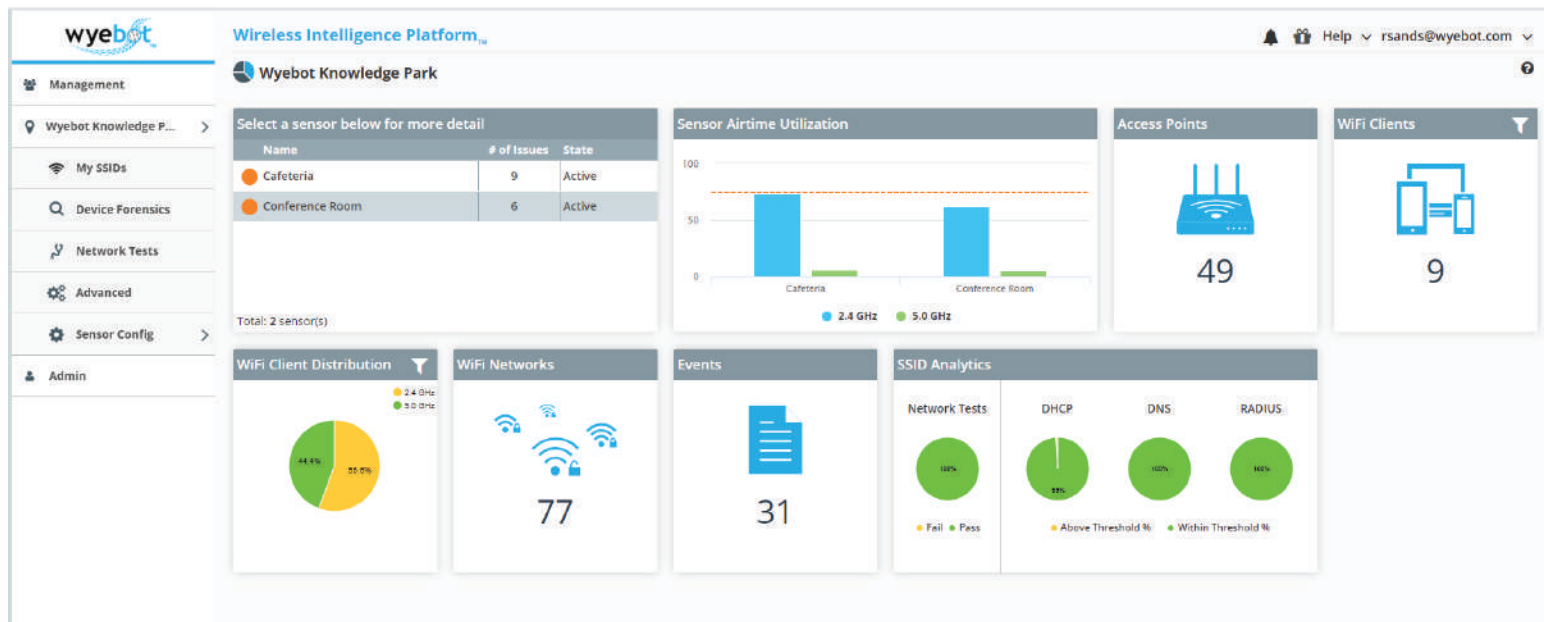 wyebot
Wireless Intelligence Platform™
Help
rsands@wyebot.com
Management
Wyebot Knowledge P...
My SSIDs
Device Forensics
Network Tests
Advanced
Sensor Config
Admin
Wyebot Knowledge Park
Select a sensor below for more detail
Name # of Issues State
Cafeteria 9 Active
Conference Room 6 Active
Total: 2 sensor(s)
Sensor Airtime Utilization
100
50
0
Cafeteria Conference Room
2.4 GHz 5.0 GHz
Access Points
49
WiFi Clients
9
WiFi Client Distribution
2.4 GHz
5.0 GHz
44.4% 55.6%
WiFi Networks
77
Events
31
SSID Analytics
Network Tests DHCP DNS RADIUS
100% 99% 100% 100%
Fail Pass
Above Threshold % Within Threshold %